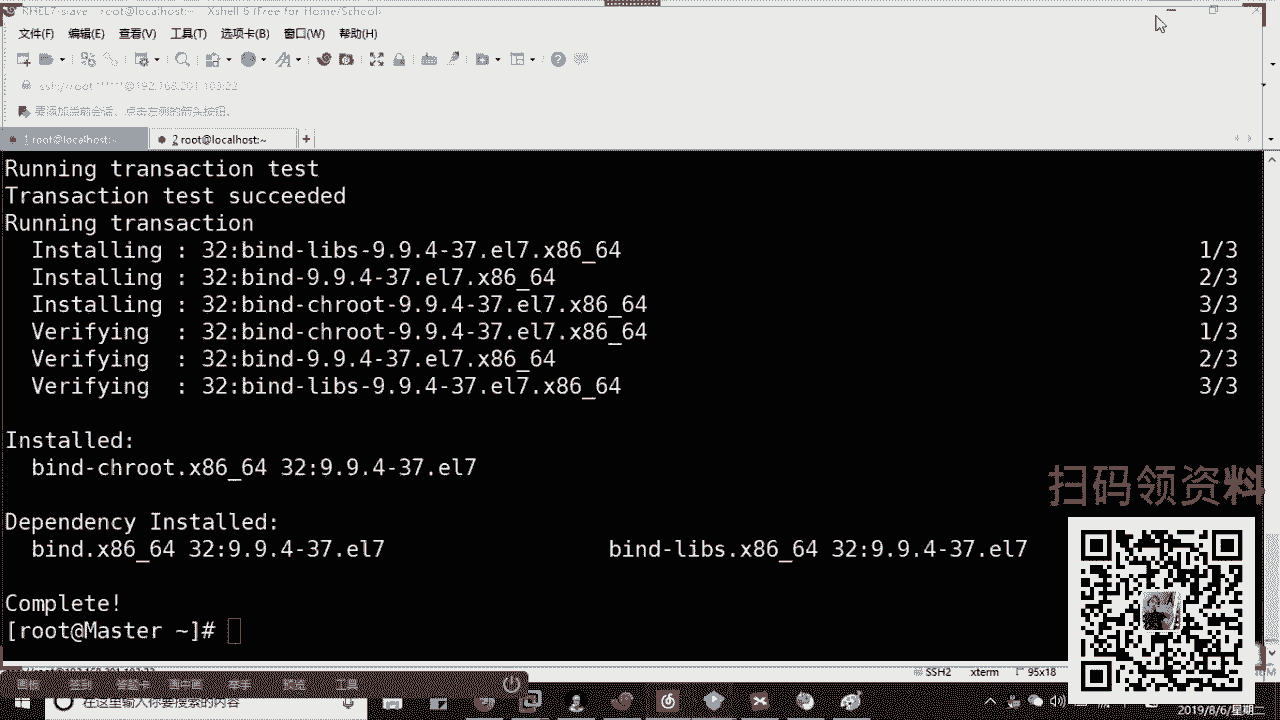 RHEL7-slave - root@localhost:~ - Xshell 6 (Free for Home/School)
文件(F) 编辑(E) 查看(V) 工具(T) 选项卡(B) 窗口(W) 帮助(H)
ssh://root:******@192.168.201.103:22
要添加当前会话，点击左侧的箭头按钮。
1 root@localhost:~ 2 root@localhost:~ +
Running transaction test
Transaction test succeeded
Running transaction
Installing : 32:bind-libs-9.9.4-37.el7.x86_64 1/3
Installing : 32:bind-9.9.4-37.el7.x86_64 2/3
Installing : 32:bind-chroot-9.9.4-37.el7.x86_64 3/3
Verifying : 32:bind-chroot-9.9.4-37.el7.x86_64 1/3
Verifying : 32:bind-9.9.4-37.el7.x86_64 2/3
Verifying : 32:bind-libs-9.9.4-37.el7.x86_64 3/3
Installed:
bind-chroot.x86_64 32:9.9.4-37.el7
Dependency Installed:
bind.x86_64 32:9.9.4-37.el7 bind-libs.x86_64 32:9.9.4-37.el7
Complete!
[root@Master ~]#
扫码领资料
SSH2 xterm 95x18
工具
在这里输入你要搜索的内容
2019/8/6/星期二